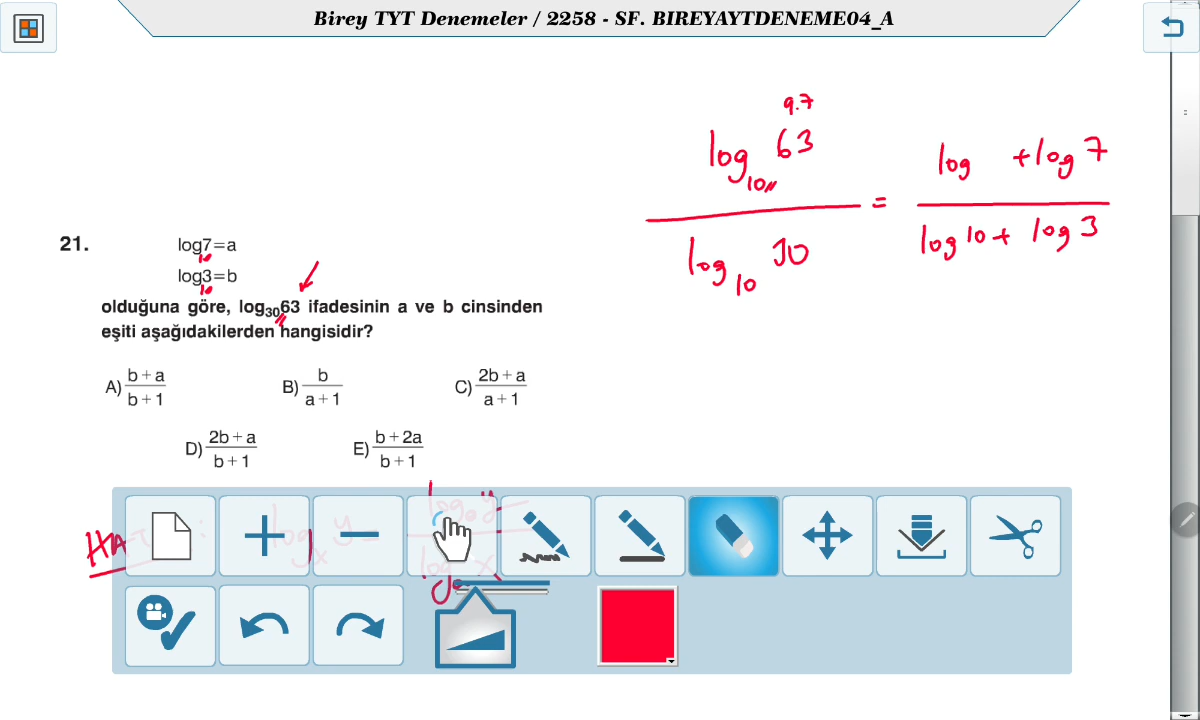 Birey TYT Denemeler / 2258 - SF. BIREYAYTDENEME04_A
9.7
log₁₀ 63 = log + log 7
log₁₀ 30 log 10 + log 3
21. log7=a
10
log3=b
10
olduğuna göre, log₃₀63 ifadesinin a ve b cinsinden
eşiti aşağıdakilerden hangisidir?
A) b+a / b+1 B) b / a+1 C) 2b+a / a+1
D) 2b+a / b+1 E) b+2a / b+1